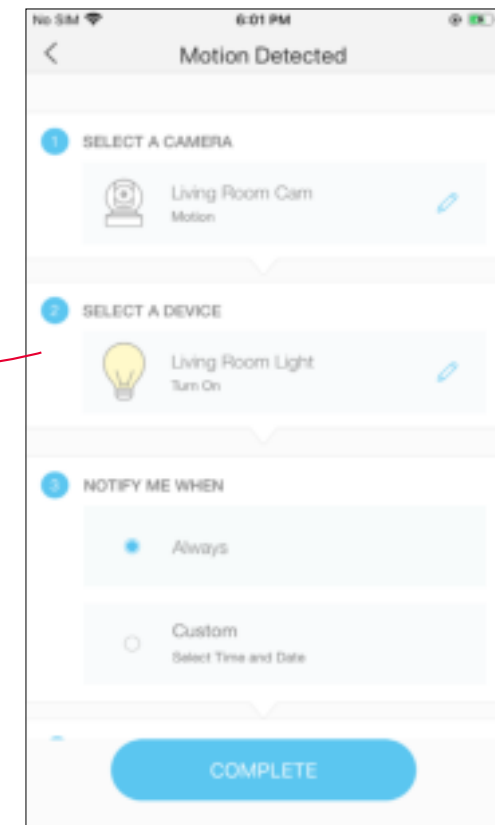 No SIM 6:01 PM
Motion Detected
1 SELECT A CAMERA
Living Room Cam
Motion
2 SELECT A DEVICE
Living Room Light
Turn On
3 NOTIFY ME WHEN
Always
Custom
Select Time and Date
COMPLETE